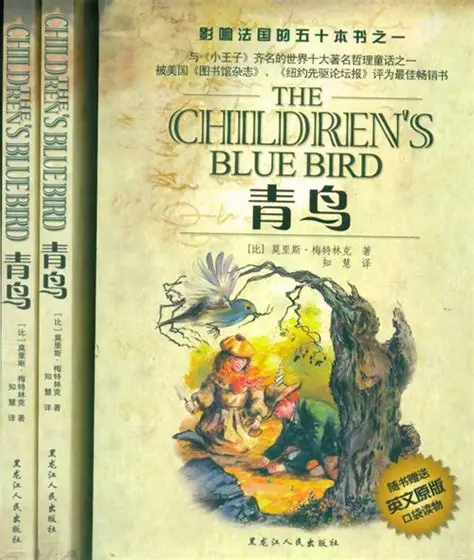 影响法国的五十本书之一
与《小王子》齐名的世界十大著名哲理童话之一
被美国《图书馆杂志》、《纽约先驱论坛报》评为最佳畅销书
THE
CHILDREN'S
BLUE BIRD
青鸟
[比]莫里斯·梅特林克 著
知慧 译
随书赠送
英文原版
口袋读物
黑龙江人民出版社
THE
CHILDREN'S BLUE BIRD
青鸟
[比]莫里斯·梅特林克 著
知慧 译
黑龙江人民出版社
THE
CHILDREN'S BLUE BIRD
青鸟
[比]莫里斯·梅特林克 著
知慧 译
黑龙江人民出版社